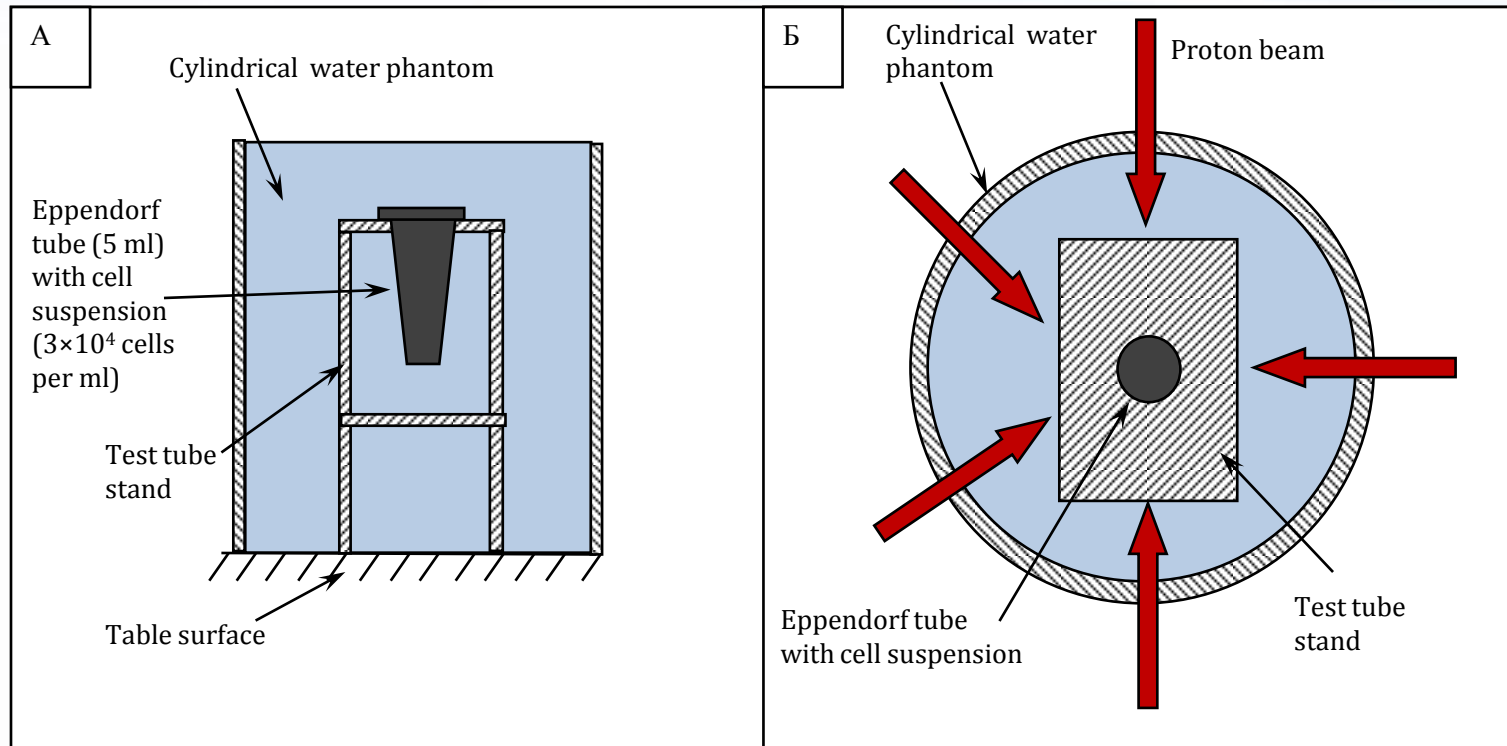 А
Cylindrical water phantom
Eppendorf
tube (5 ml)
with cell
suspension
(3×10⁴ cells
per ml)
Test tube
stand
Table surface
Б
Cylindrical water
phantom
Proton beam
Eppendorf tube
with cell suspension
Test tube
stand